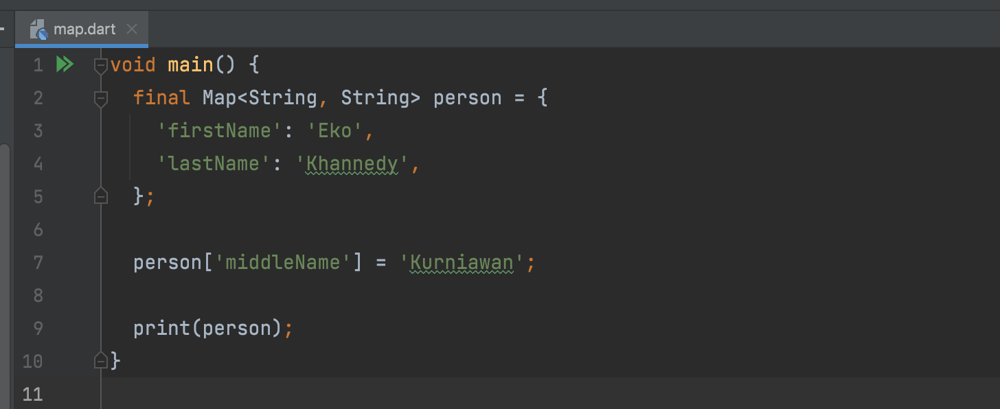 map.dart
1 void main() {
2   final Map<String, String> person = {
3     'firstName': 'Eko',
4     'lastName': 'Khannedy',
5   };
6
7   person['middleName'] = 'Kurniawan';
8
9   print(person);
10 }
11